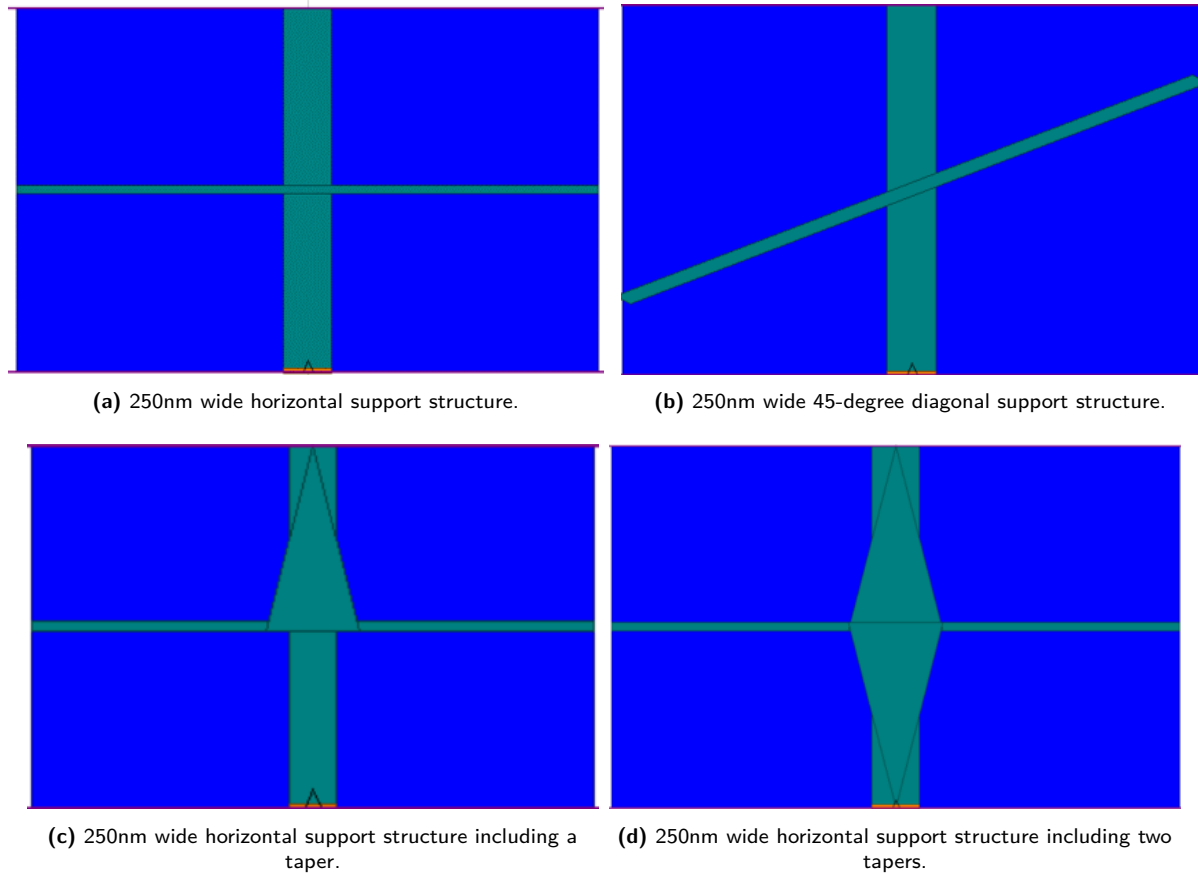 (a) 250nm wide horizontal support structure.
(b) 250nm wide 45-degree diagonal support structure.
(c) 250nm wide horizontal support structure including a
taper.
(d) 250nm wide horizontal support structure including two
tapers.